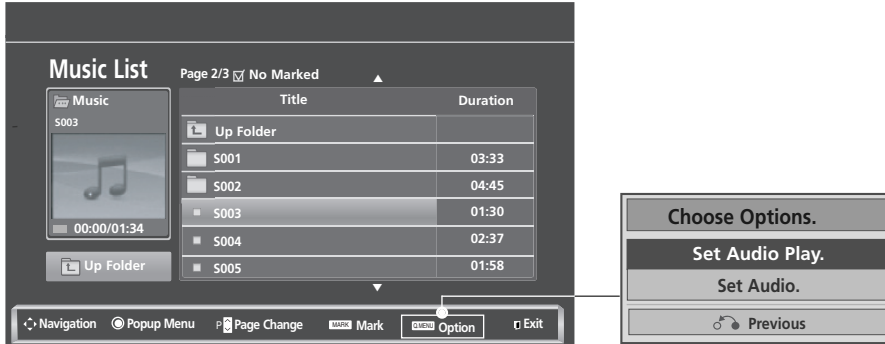 Music List
Page 2/3 ☑ No Marked
Music
S003
00:00/01:34
Up Folder
Title Duration
Up Folder
S001 03:33
S002 04:45
S003 01:30
S004 02:37
S005 01:58
Navigation Popup Menu P Page Change MARK Mark Q.MENU Option Exit
Choose Options.
Set Audio Play.
Set Audio.
Previous